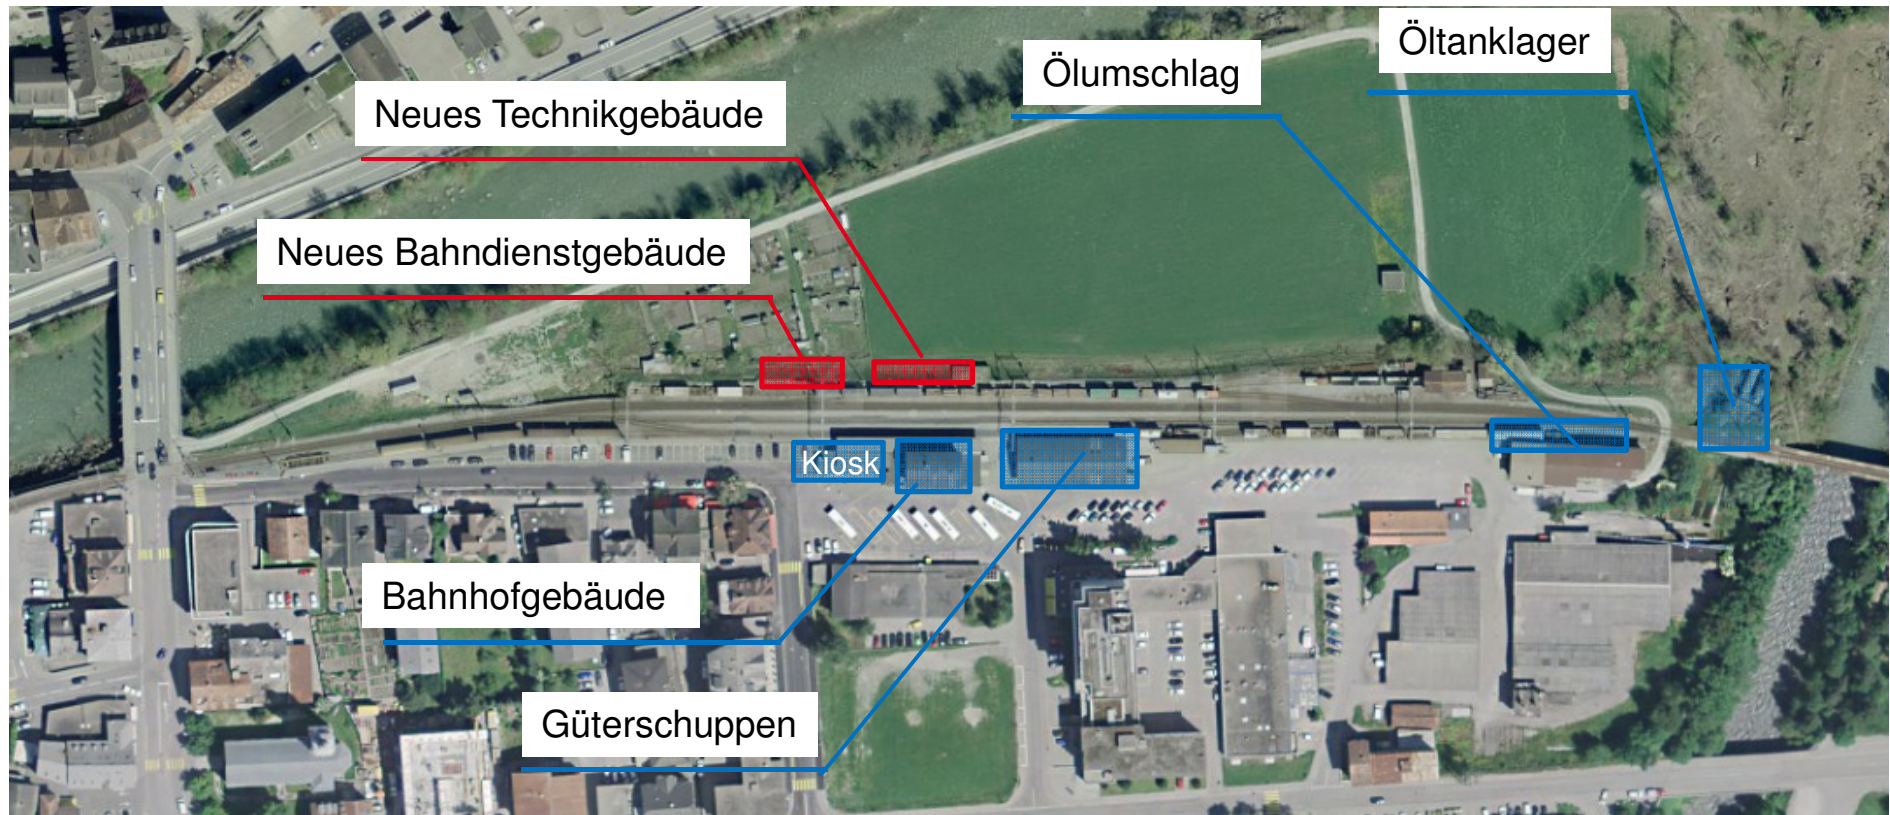 Öltanklager
Ölumschlag
Neues Technikgebäude
Neues Bahndienstgebäude
Kiosk
Bahnhofgebäude
Güterschuppen